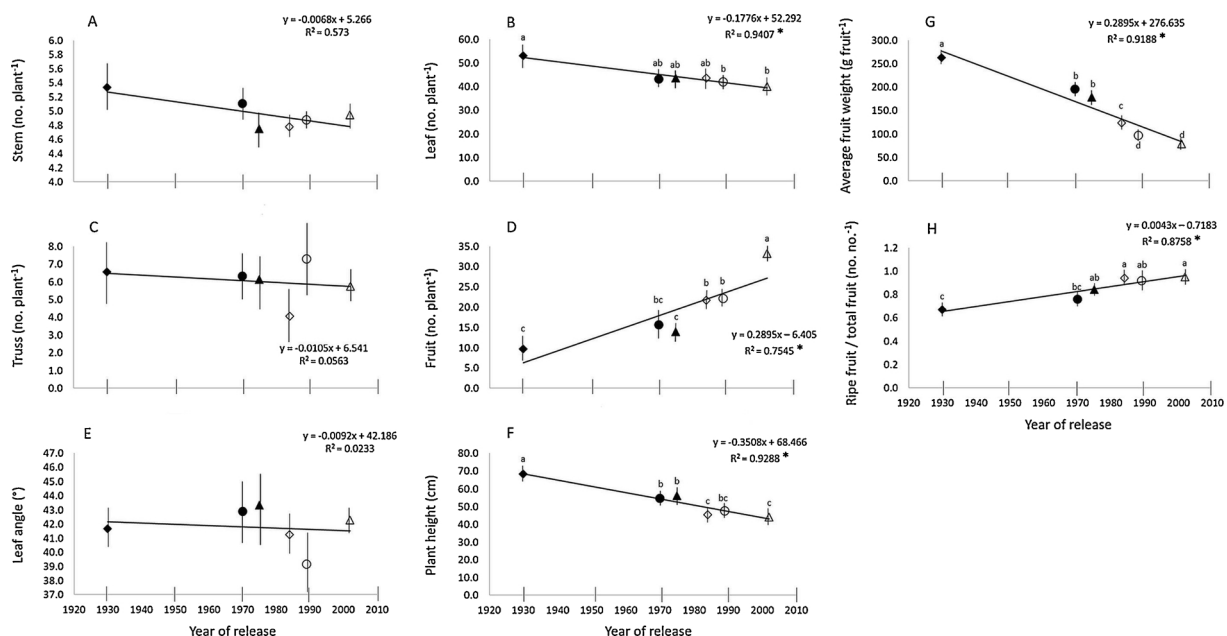 A
y = -0.0068x + 5.266
R² = 0.573
6.0
5.8
5.6
5.4
5.2
5.0
4.8
4.6
4.4
4.2
4.0
Stem (no. plant⁻¹)
B
y = -0.1776x + 52.292
R² = 0.9407 *
60.0
50.0
40.0
30.0
20.0
10.0
0.0
Leaf (no. plant⁻¹)
a
ab
ab
ab
b
b
G
y = 0.2895x + 276.635
R² = 0.9188 *
300.0
250.0
200.0
150.0
100.0
50.0
0.0
Average fruit weight (g fruit⁻¹)
a
b
b
c
d
d
C
8.0
7.0
6.0
5.0
4.0
3.0
2.0
1.0
0.0
Truss (no. plant⁻¹)
y = -0.0105x + 6.541
R² = 0.0563
D
35.0
30.0
25.0
20.0
15.0
10.0
5.0
0.0
Fruit (no. plant⁻¹)
c
bc
c
b
b
a
y = 0.2895x − 6.405
R² = 0.7545 *
H
y = 0.0043x − 0.7183
R² = 0.8758 *
1.2
1.0
0.8
0.6
0.4
0.2
0.0
Ripe fruit / total fruit (no. no.⁻¹)
c
bc
ab
a
ab
a
1920 1930 1940 1950 1960 1970 1980 1990 2000 2010
Year of release
E
y = -0.0092x + 42.186
R² = 0.0233
47.0
46.0
45.0
44.0
43.0
42.0
41.0
40.0
39.0
38.0
37.0
Leaf angle (°)
1920 1930 1940 1950 1960 1970 1980 1990 2000 2010
Year of release
F
y = -0.3508x + 68.466
R² = 0.9288 *
80.0
70.0
60.0
50.0
40.0
30.0
20.0
10.0
0.0
Plant height (cm)
a
b
b
c
bc
c
1920 1930 1940 1950 1960 1970 1980 1990 2000 2010
Year of release